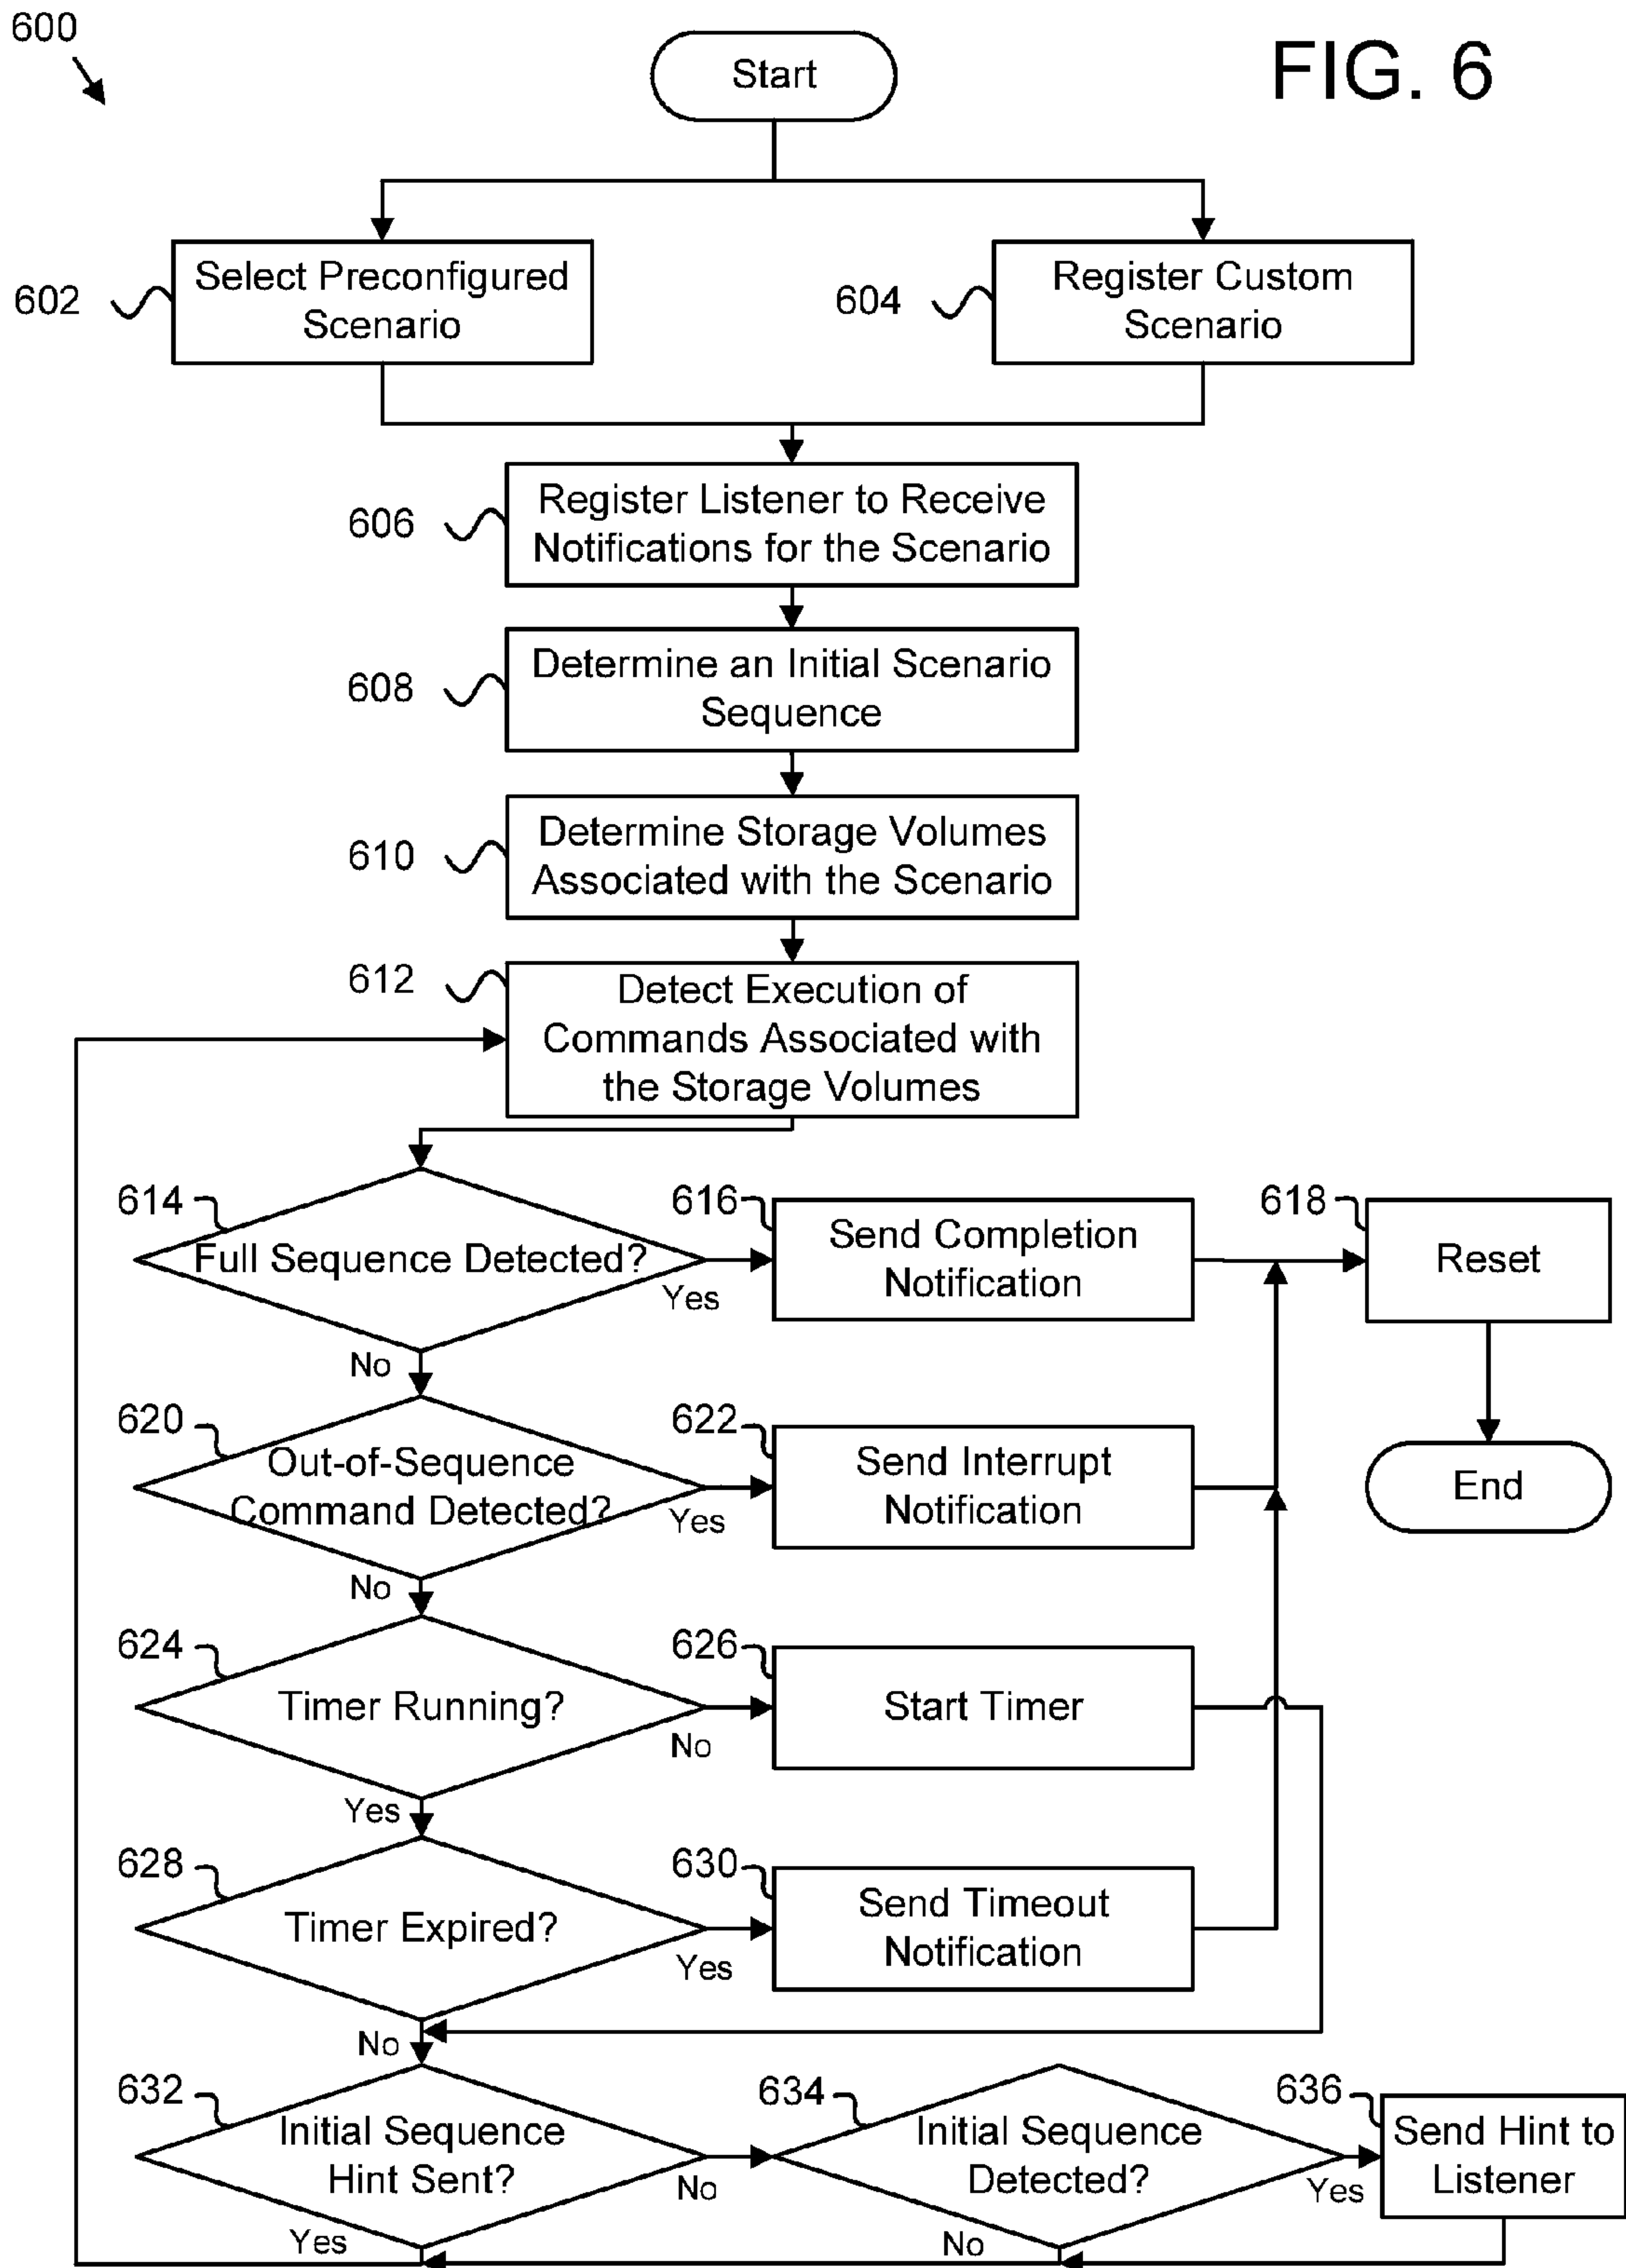 600
Start
FIG. 6
602
Select Preconfigured
Scenario
604
Register Custom
Scenario
606
Register Listener to Receive
Notifications for the Scenario
608
Determine an Initial Scenario
Sequence
610
Determine Storage Volumes
Associated with the Scenario
612
Detect Execution of
Commands Associated with
the Storage Volumes
614
Full Sequence Detected?
Yes
No
616
Send Completion
Notification
618
Reset
End
620
Out-of-Sequence
Command Detected?
Yes
No
622
Send Interrupt
Notification
624
Timer Running?
No
Yes
626
Start Timer
628
Timer Expired?
Yes
No
630
Send Timeout
Notification
632
Initial Sequence
Hint Sent?
No
Yes
634
Initial Sequence
Detected?
Yes
No
636
Send Hint to
Listener